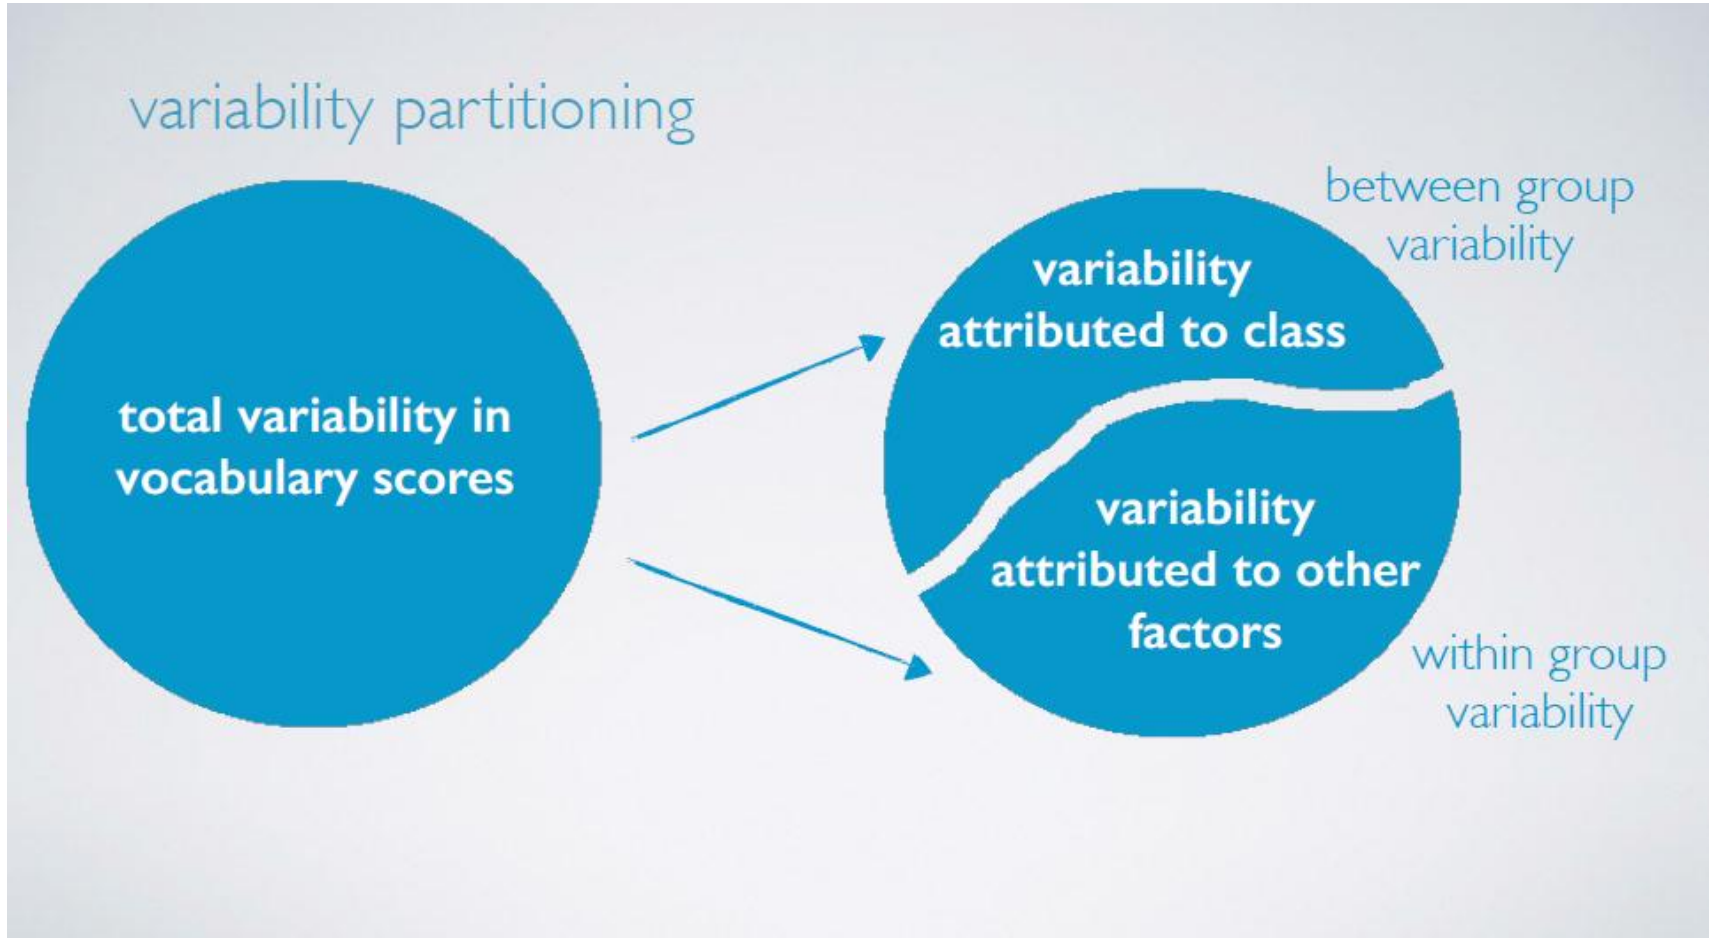 variability partitioning
total variability in
vocabulary scores
between group
variability
variability
attributed to class
variability
attributed to other
factors
within group
variability